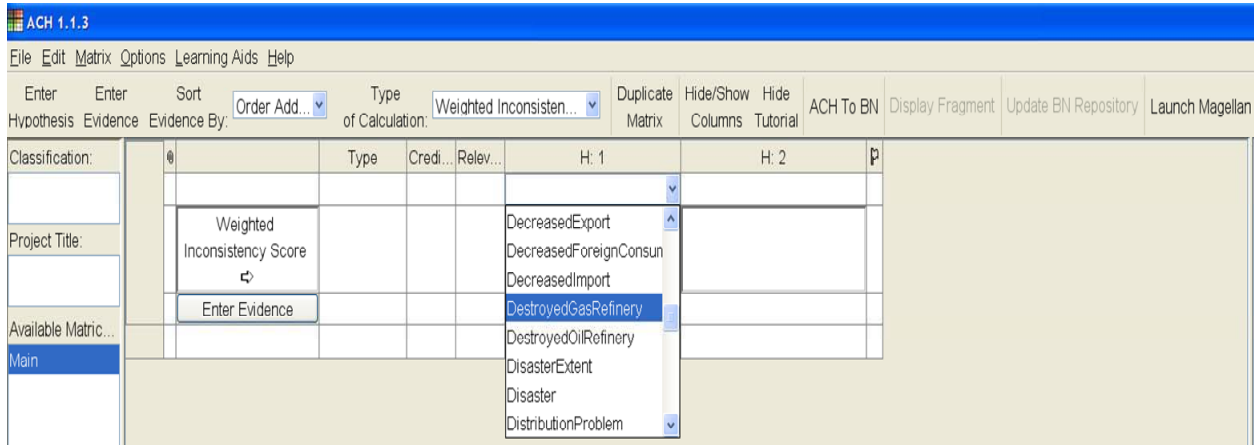 ACH 1.1.3
File Edit Matrix Options Learning Aids Help
Enter Hypothesis
Enter Evidence
Sort Evidence By:
Order Add...
Type of Calculation:
Weighted Inconsisten...
Duplicate Matrix
Hide/Show Columns
Hide Tutorial
ACH To BN
Display Fragment
Update BN Repository
Launch Magellan
Classification:
Project Title:
Available Matric...
Main
Type Credi... Relev... H: 1 H: 2
Weighted
Inconsistency Score
Enter Evidence
DecreasedExport
DecreasedForeignConsun
DecreasedImport
DestroyedGasRefinery
DestroyedOilRefinery
DisasterExtent
Disaster
DistributionProblem